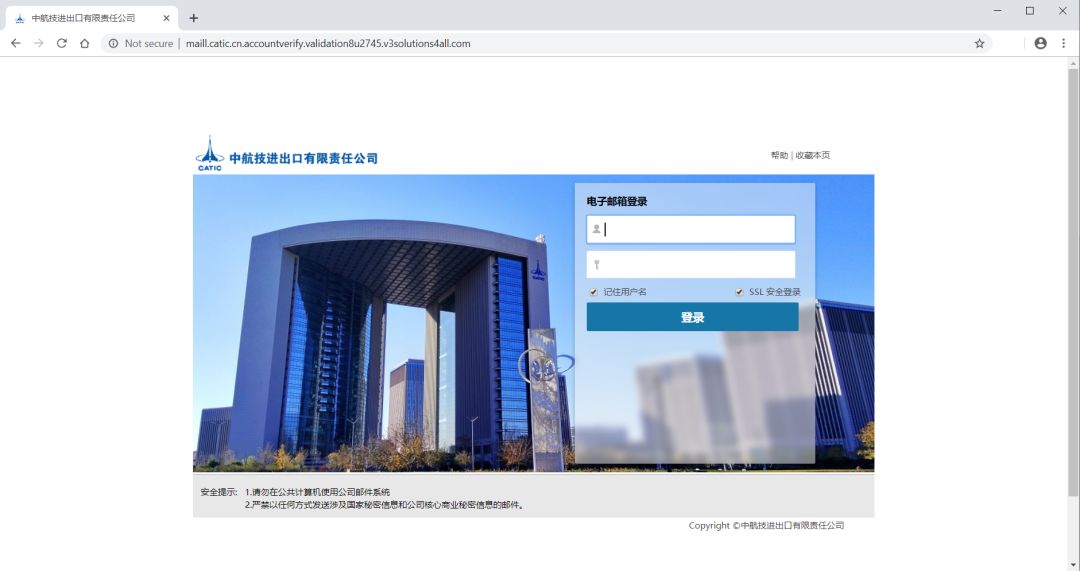 中航技进出口有限责任公司
Not secure | maill.catic.cn.accountverify.validation8u2745.v3solutions4all.com
CATIC 中航技进出口有限责任公司
帮助 | 收藏本页
电子邮箱登录
记住用户名 SSL 安全登录
登录
安全提示: 1.请勿在公共计算机使用公司邮件系统
2.严禁以任何方式发送涉及国家秘密信息和公司核心商业秘密信息的邮件。
Copyright ©中航技进出口有限责任公司